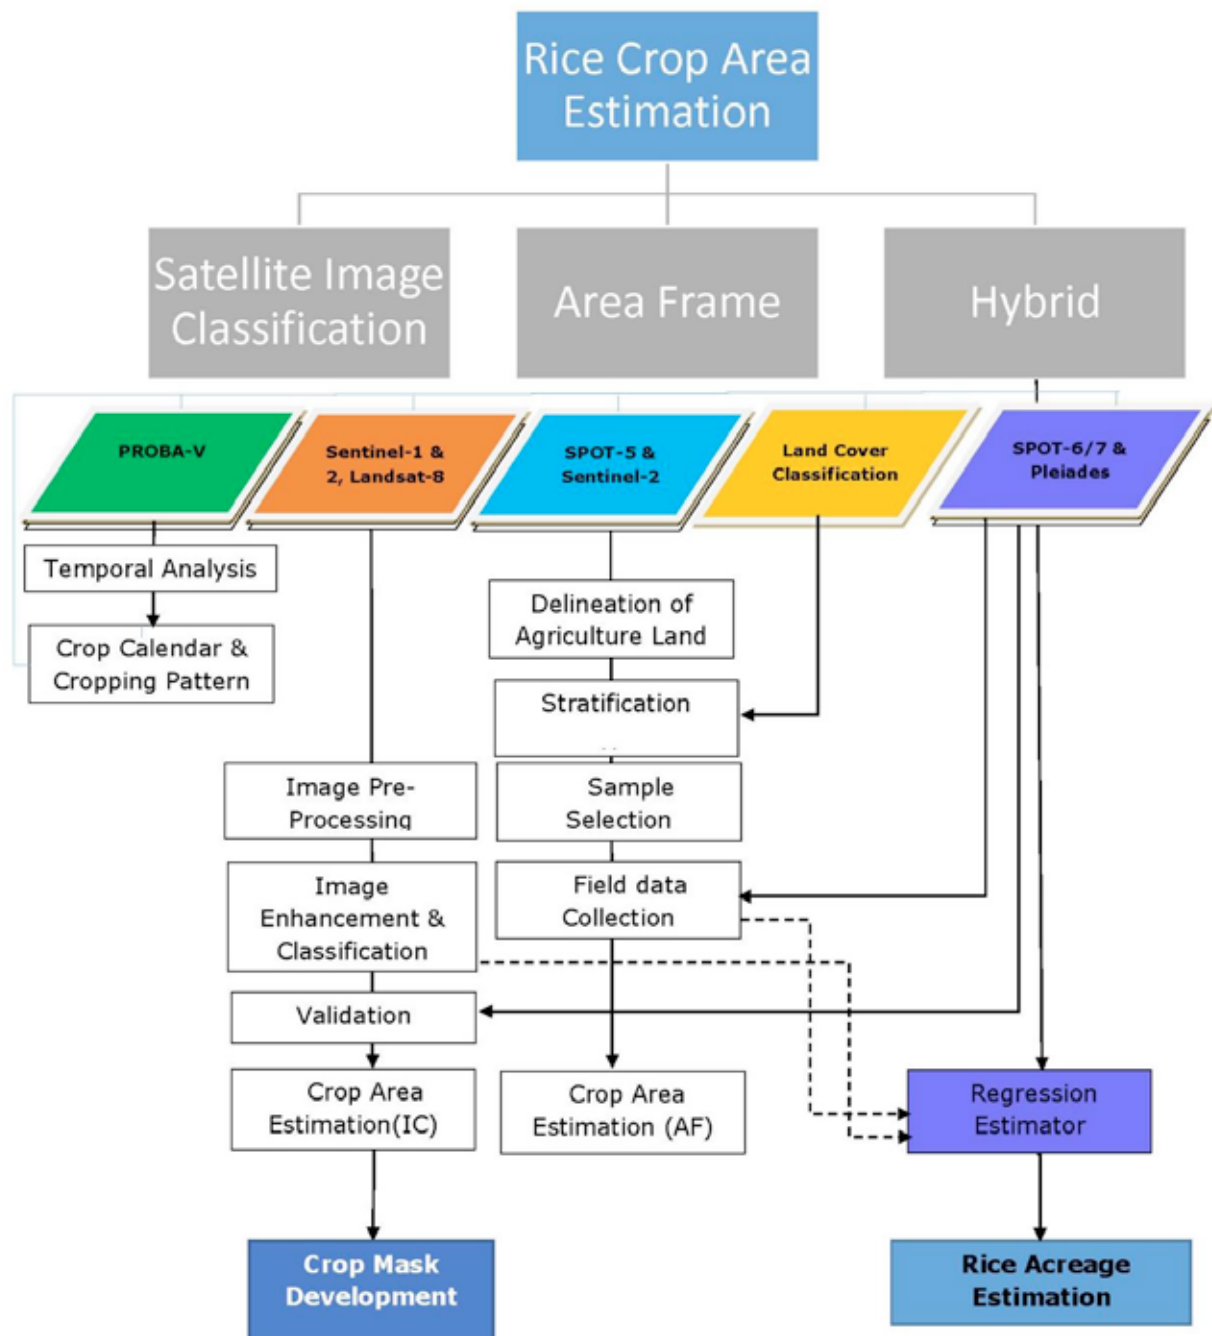 Rice Crop Area
Estimation
Satellite Image
Classification
Area Frame
Hybrid
PROBA-V
Sentinel-1 &
2, Landsat-8
SPOT-5 &
Sentinel-2
Land Cover
Classification
SPOT-6/7 &
Pleiades
Temporal Analysis
Crop Calendar &
Cropping Pattern
Delineation of
Agriculture Land
Stratification
Image Pre-
Processing
Sample
Selection
Image
Enhancement &
Classification
Field data
Collection
Validation
Crop Area
Estimation(IC)
Crop Area
Estimation (AF)
Regression
Estimator
Crop Mask
Development
Rice Acreage
Estimation